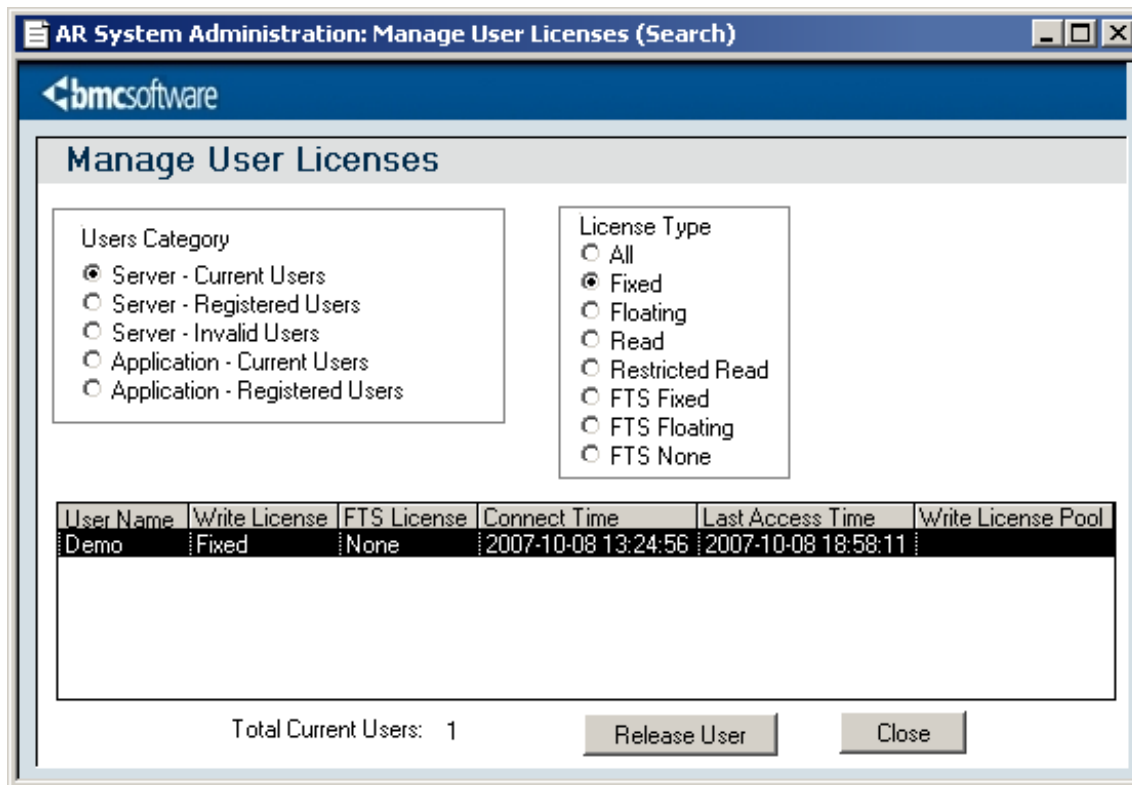 AR System Administration: Manage User Licenses (Search)
bmcsoftware
Manage User Licenses
Users Category
Server - Current Users
Server - Registered Users
Server - Invalid Users
Application - Current Users
Application - Registered Users
License Type
All
Fixed
Floating
Read
Restricted Read
FTS Fixed
FTS Floating
FTS None
User Name Write License FTS License Connect Time Last Access Time Write License Pool
Demo Fixed None 2007-10-08 13:24:56 2007-10-08 18:58:11
Total Current Users: 1 Release User Close